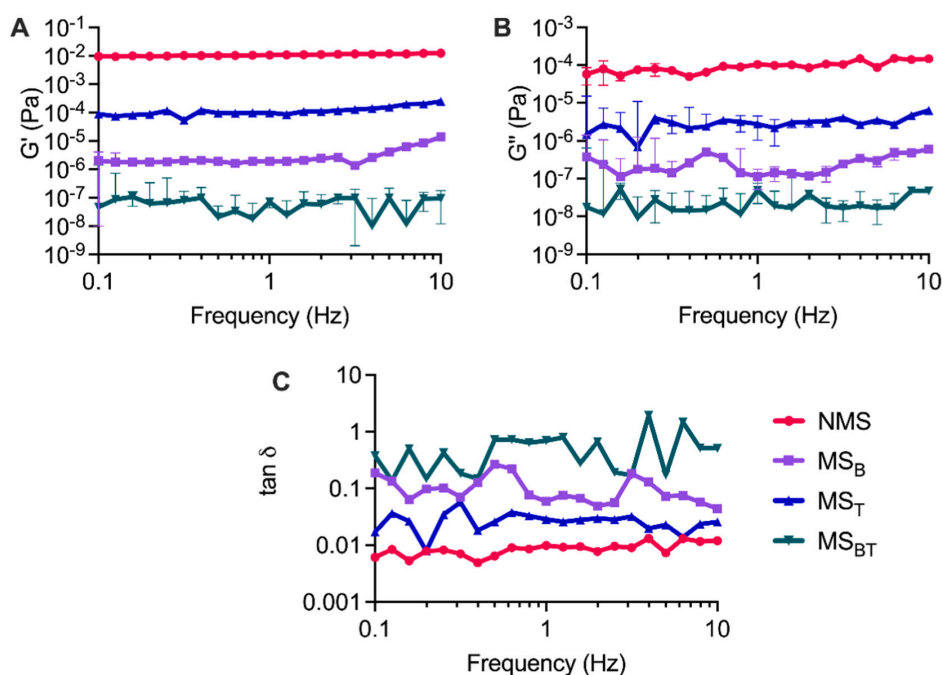 A
G' (Pa)
10⁻¹
10⁻²
10⁻³
10⁻⁴
10⁻⁵
10⁻⁶
10⁻⁷
10⁻⁸
10⁻⁹
0.1 1 10
Frequency (Hz)
B
G" (Pa)
10⁻³
10⁻⁴
10⁻⁵
10⁻⁶
10⁻⁷
10⁻⁸
10⁻⁹
0.1 1 10
Frequency (Hz)
C
tan δ
10
1
0.1
0.01
0.001
0.1 1 10
Frequency (Hz)
NMS
MS_B
MS_T
MS_BT